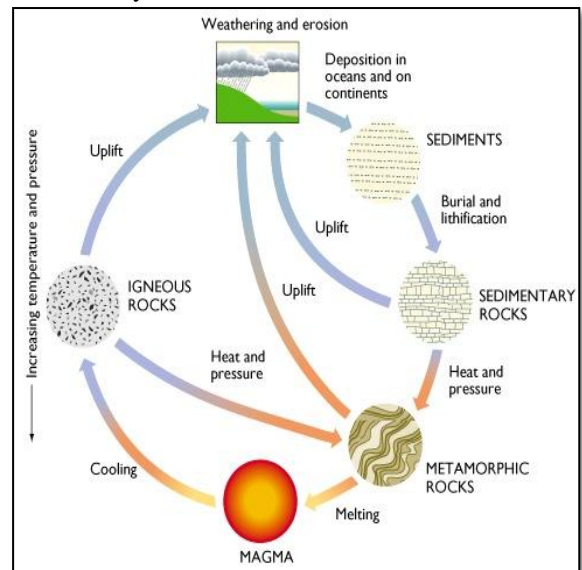 Weathering and erosion
Deposition in
oceans and on
continents
SEDIMENTS
Uplift
Burial and
lithification
Uplift
Increasing temperature and pressure
IGNEOUS
ROCKS
Uplift
SEDIMENTARY
ROCKS
Heat and
pressure
Heat and
pressure
Cooling
METAMORPHIC
ROCKS
Melting
MAGMA